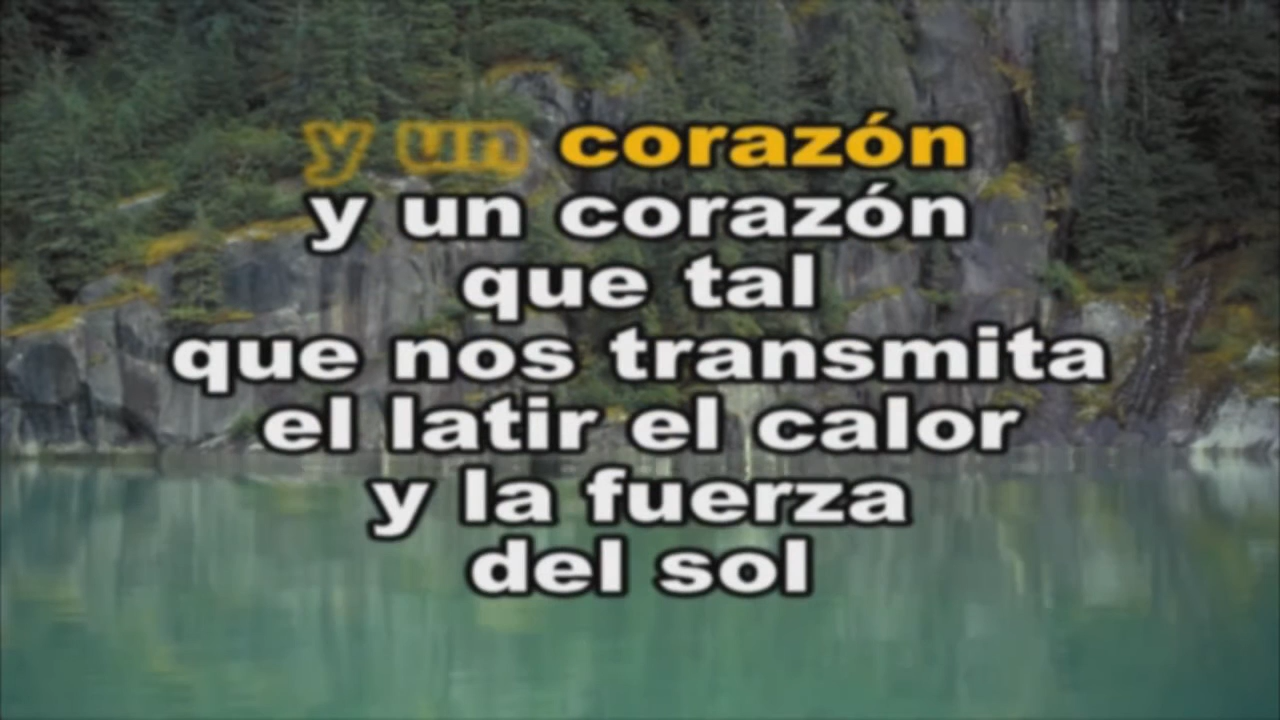 y un corazón
y un corazón
que tal
que nos transmita
el latir el calor
y la fuerza
del sol